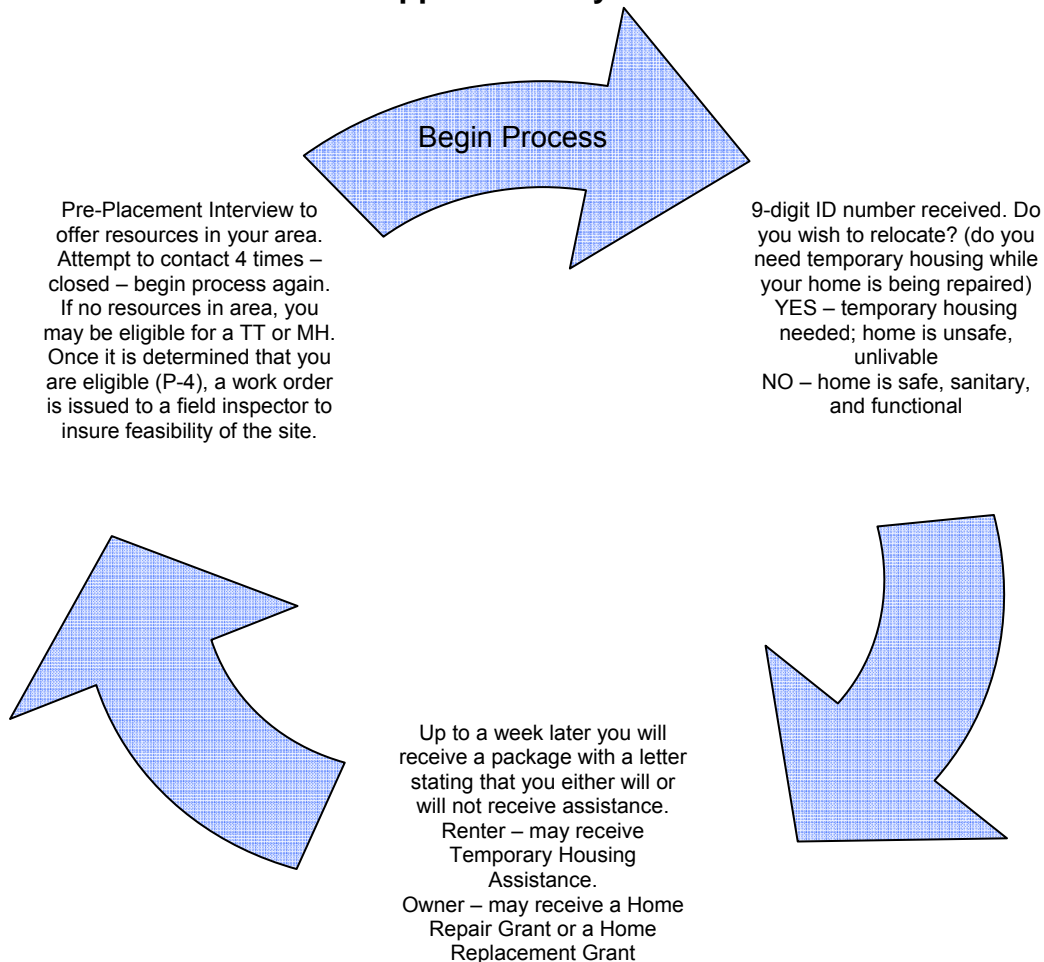 Begin Process
9-digit ID number received. Do
you wish to relocate? (do you
need temporary housing while
your home is being repaired)
YES – temporary housing
needed; home is unsafe,
unlivable
NO – home is safe, sanitary,
and functional
Up to a week later you will
receive a package with a letter
stating that you either will or
will not receive assistance.
Renter – may receive
Temporary Housing
Assistance.
Owner – may receive a Home
Repair Grant or a Home
Replacement Grant
Pre-Placement Interview to
offer resources in your area.
Attempt to contact 4 times –
closed – begin process again.
If no resources in area, you
may be eligible for a TT or MH.
Once it is determined that you
are eligible (P-4), a work order
is issued to a field inspector to
insure feasibility of the site.